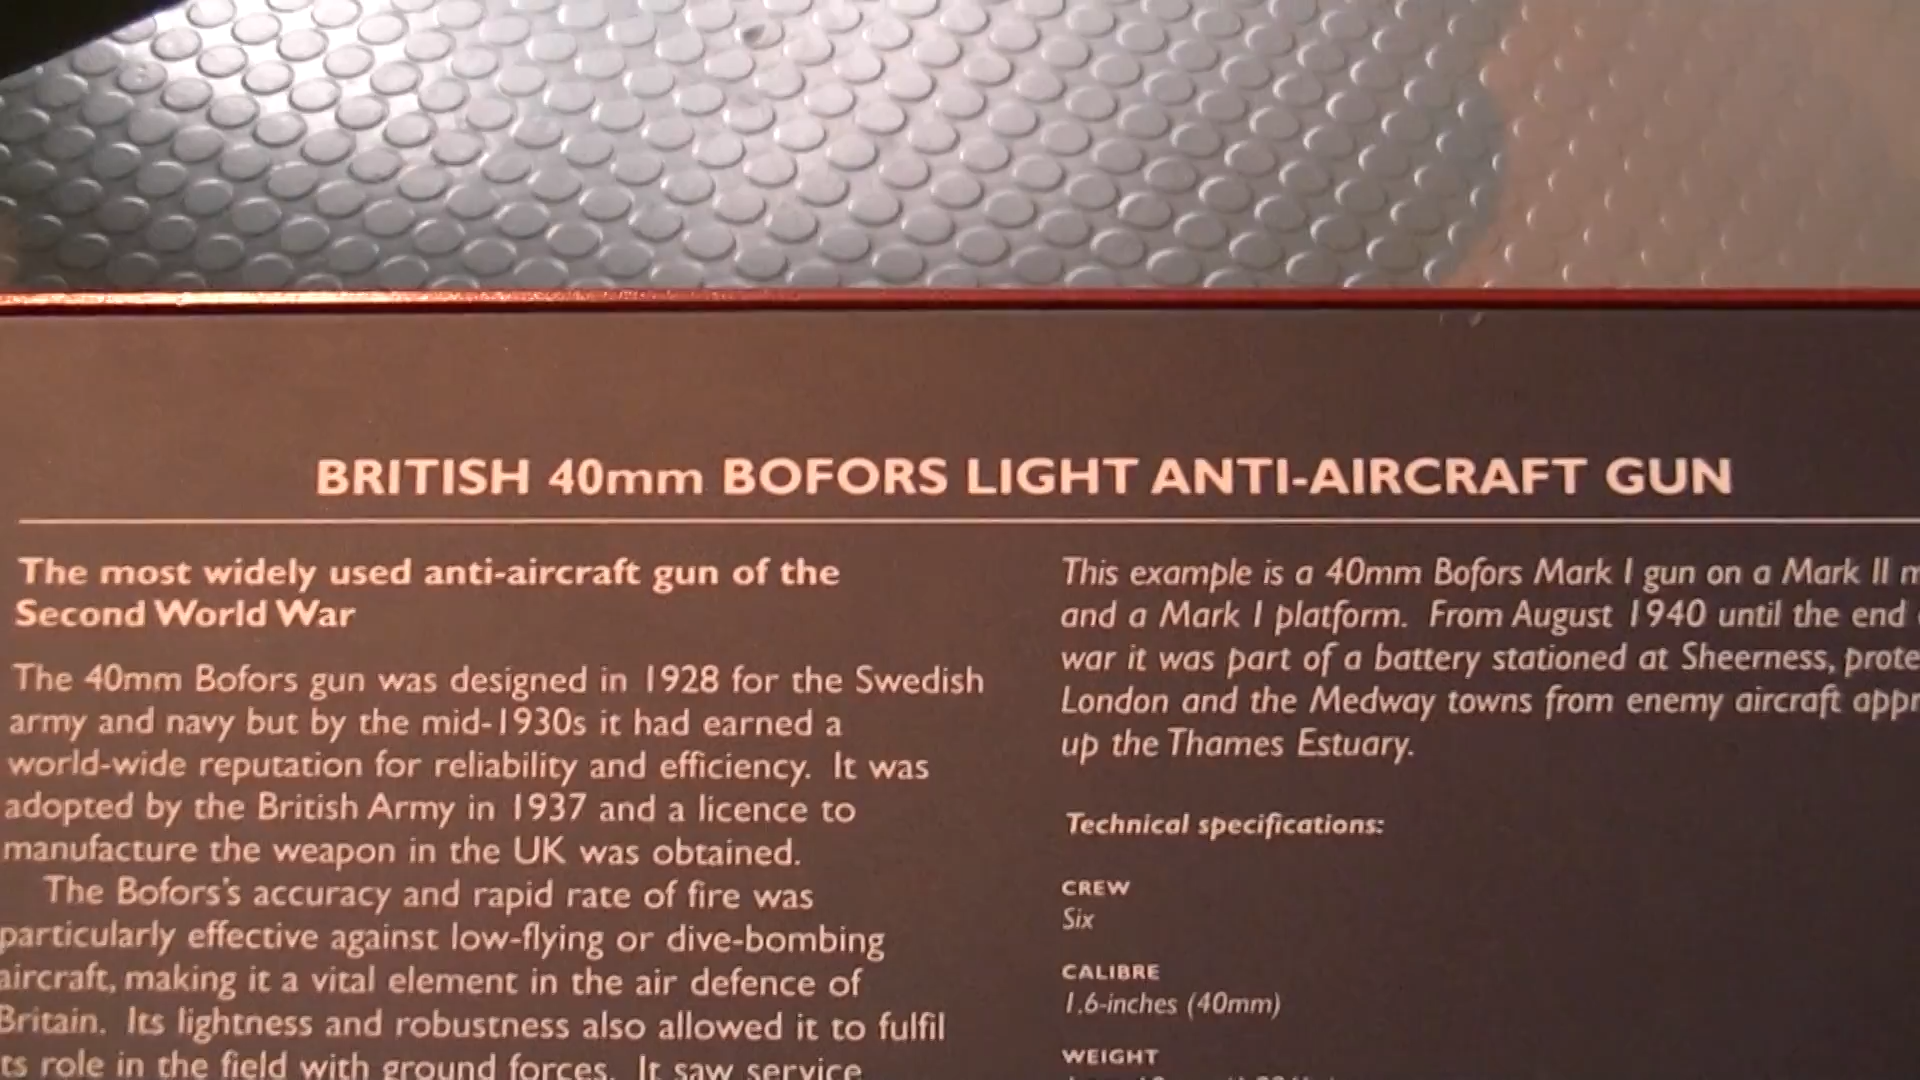 BRITISH 40mm BOFORS LIGHT ANTI-AIRCRAFT GUN
The most widely used anti-aircraft gun of the
Second World War
The 40mm Bofors gun was designed in 1928 for the Swedish
army and navy but by the mid-1930s it had earned a
world-wide reputation for reliability and efficiency. It was
adopted by the British Army in 1937 and a licence to
manufacture the weapon in the UK was obtained.
The Bofors's accuracy and rapid rate of fire was
particularly effective against low-flying or dive-bombing
aircraft, making it a vital element in the air defence of
Britain. Its lightness and robustness also allowed it to fulfil
ts role in the field with ground forces. It saw service
This example is a 40mm Bofors Mark I gun on a Mark II m
and a Mark I platform. From August 1940 until the end
war it was part of a battery stationed at Sheerness, prote
London and the Medway towns from enemy aircraft appr
up the Thames Estuary.
Technical specifications:
CREW
Six
CALIBRE
1.6-inches (40mm)
WEIGHT